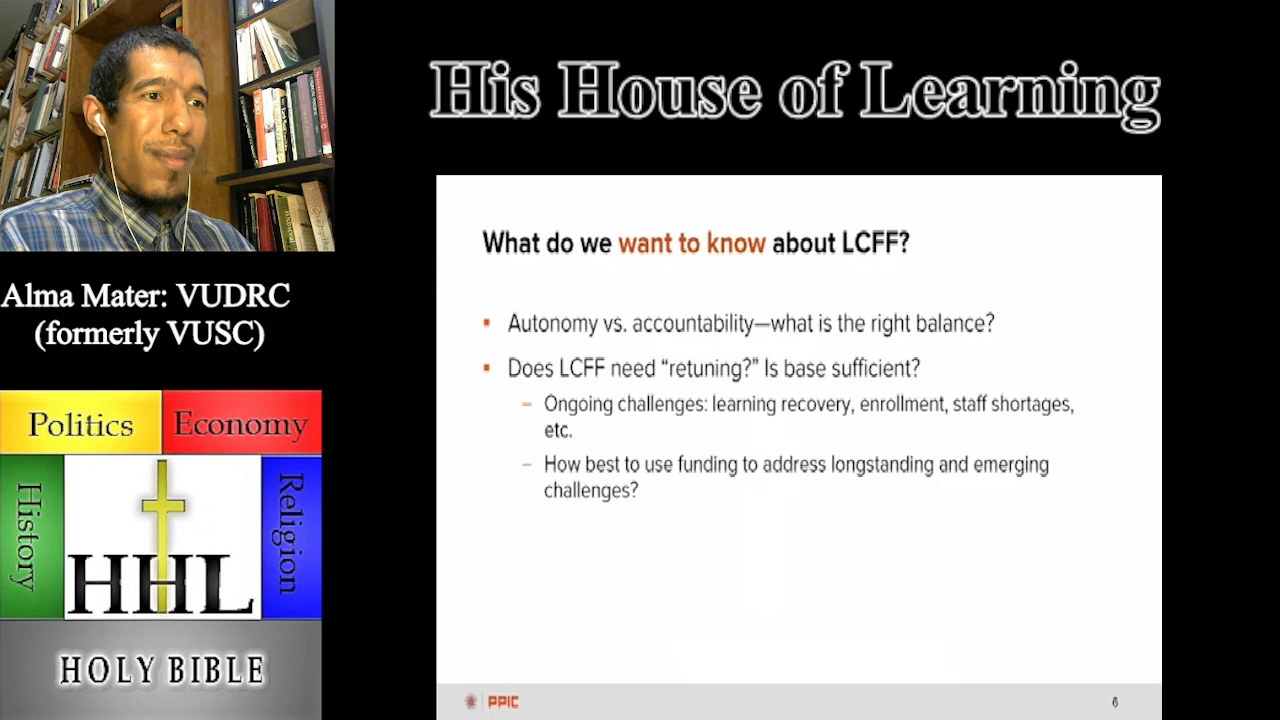 His House of Learning
What do we want to know about LCFF?
Autonomy vs. accountability—what is the right balance?
Does LCFF need “retuning?” Is base sufficient?
– Ongoing challenges: learning recovery, enrollment, staff shortages,
etc.
– How best to use funding to address longstanding and emerging
challenges?
PPIC
6
Alma Mater: VUDRC
(formerly VUSC)
Politics
Economy
History
Religion
HHL
HOLY BIBLE